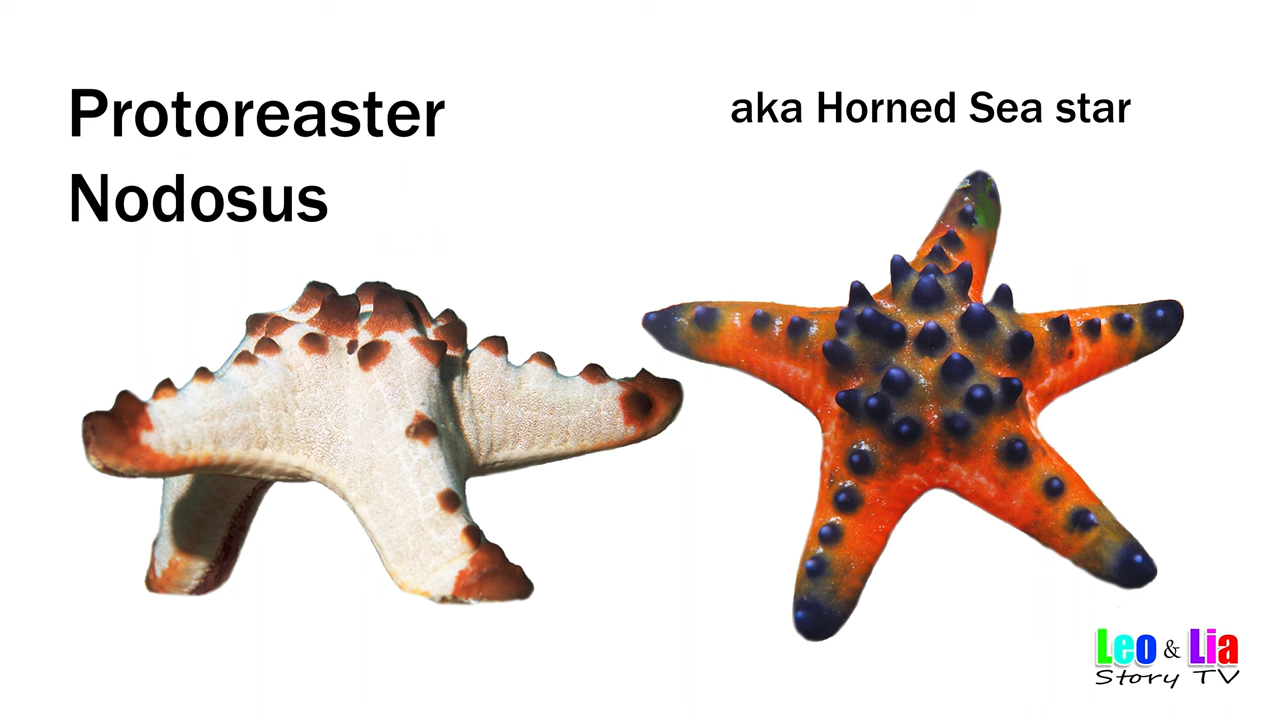 Protoreaster
Nodosus
aka Horned Sea star
Leo & Lia
Story TV